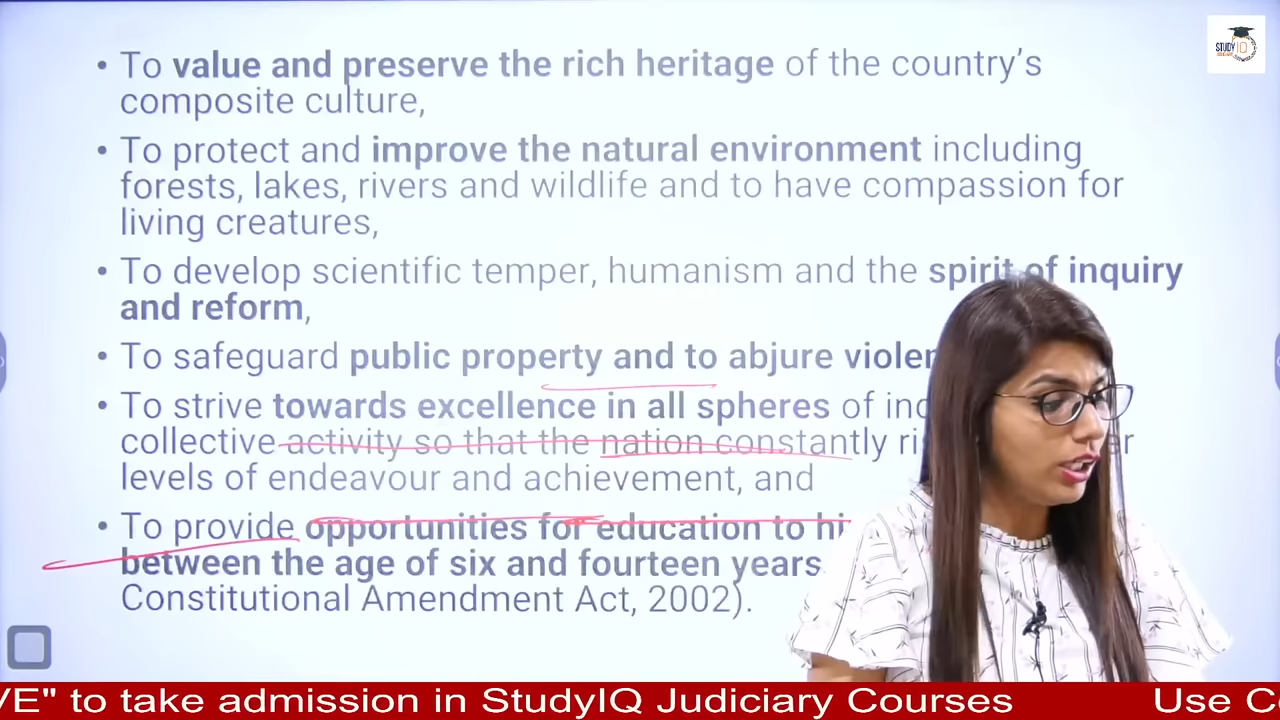 • To value and preserve the rich heritage of the country's
composite culture,
• To protect and improve the natural environment including
forests, lakes, rivers and wildlife and to have compassion for
living creatures,
• To develop scientific temper, humanism and the spirit of inquiry
and reform,
• To safeguard public property and to abjure
• To strive towards excellence in all spheres of
collective activity so that the nation constantly
levels of endeavour and achievement, and
• To provide opportunities for education to
between the age of six and fourteen years
Constitutional Amendment Act, 2002).
STUDY IQ
VE" to take admission in StudyIQ Judiciary Courses Use